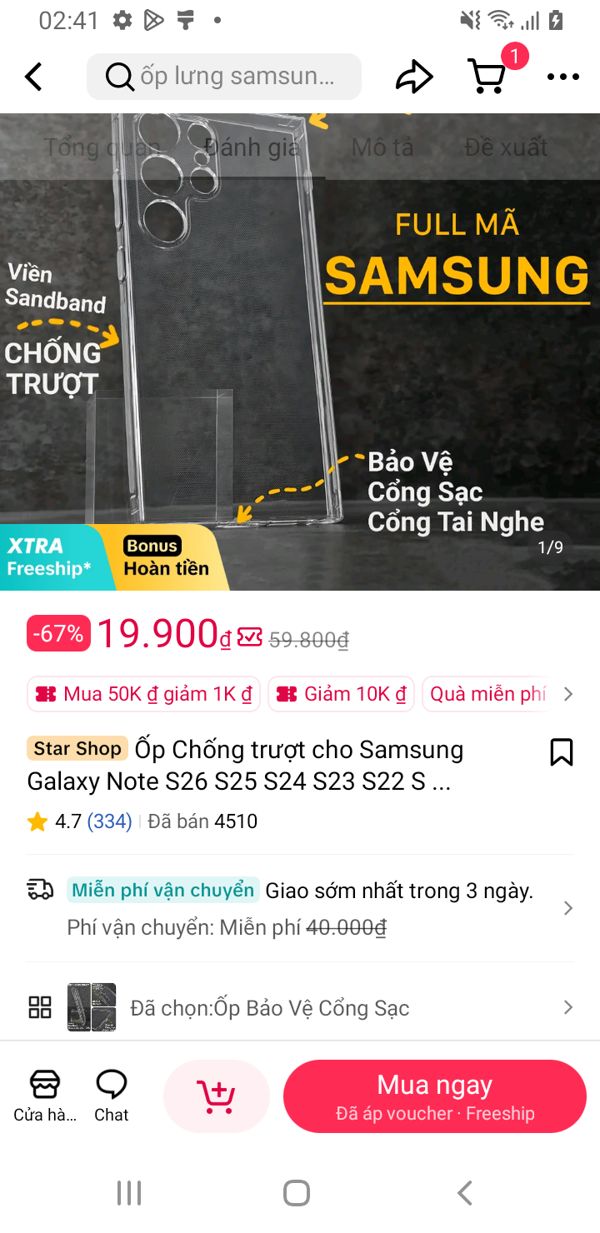 02:41
ốp lưng samsun...
1
Tổng quan Đánh giá Mô tả Đề xuất
FULL MÃ
SAMSUNG
Viền
Sandband
CHỐNG
TRƯỢT
Bảo Vệ
Cổng Sạc
Cổng Tai Nghe
1/9
XTRA
Freeship*
Bonus
Hoàn tiền
-67% 19.900₫ 59.800₫
Mua 50K ₫ giảm 1K ₫ Giảm 10K ₫ Quà miễn phí
Star Shop Ốp Chống trượt cho Samsung
Galaxy Note S26 S25 S24 S23 S22 S ...
4.7 (334) Đã bán 4510
Miễn phí vận chuyển Giao sớm nhất trong 3 ngày.
Phí vận chuyển: Miễn phí 40.000₫
Đã chọn:Ốp Bảo Vệ Cổng Sạc
Cửa hà... Chat
Mua ngay
Đã áp voucher · Freeship